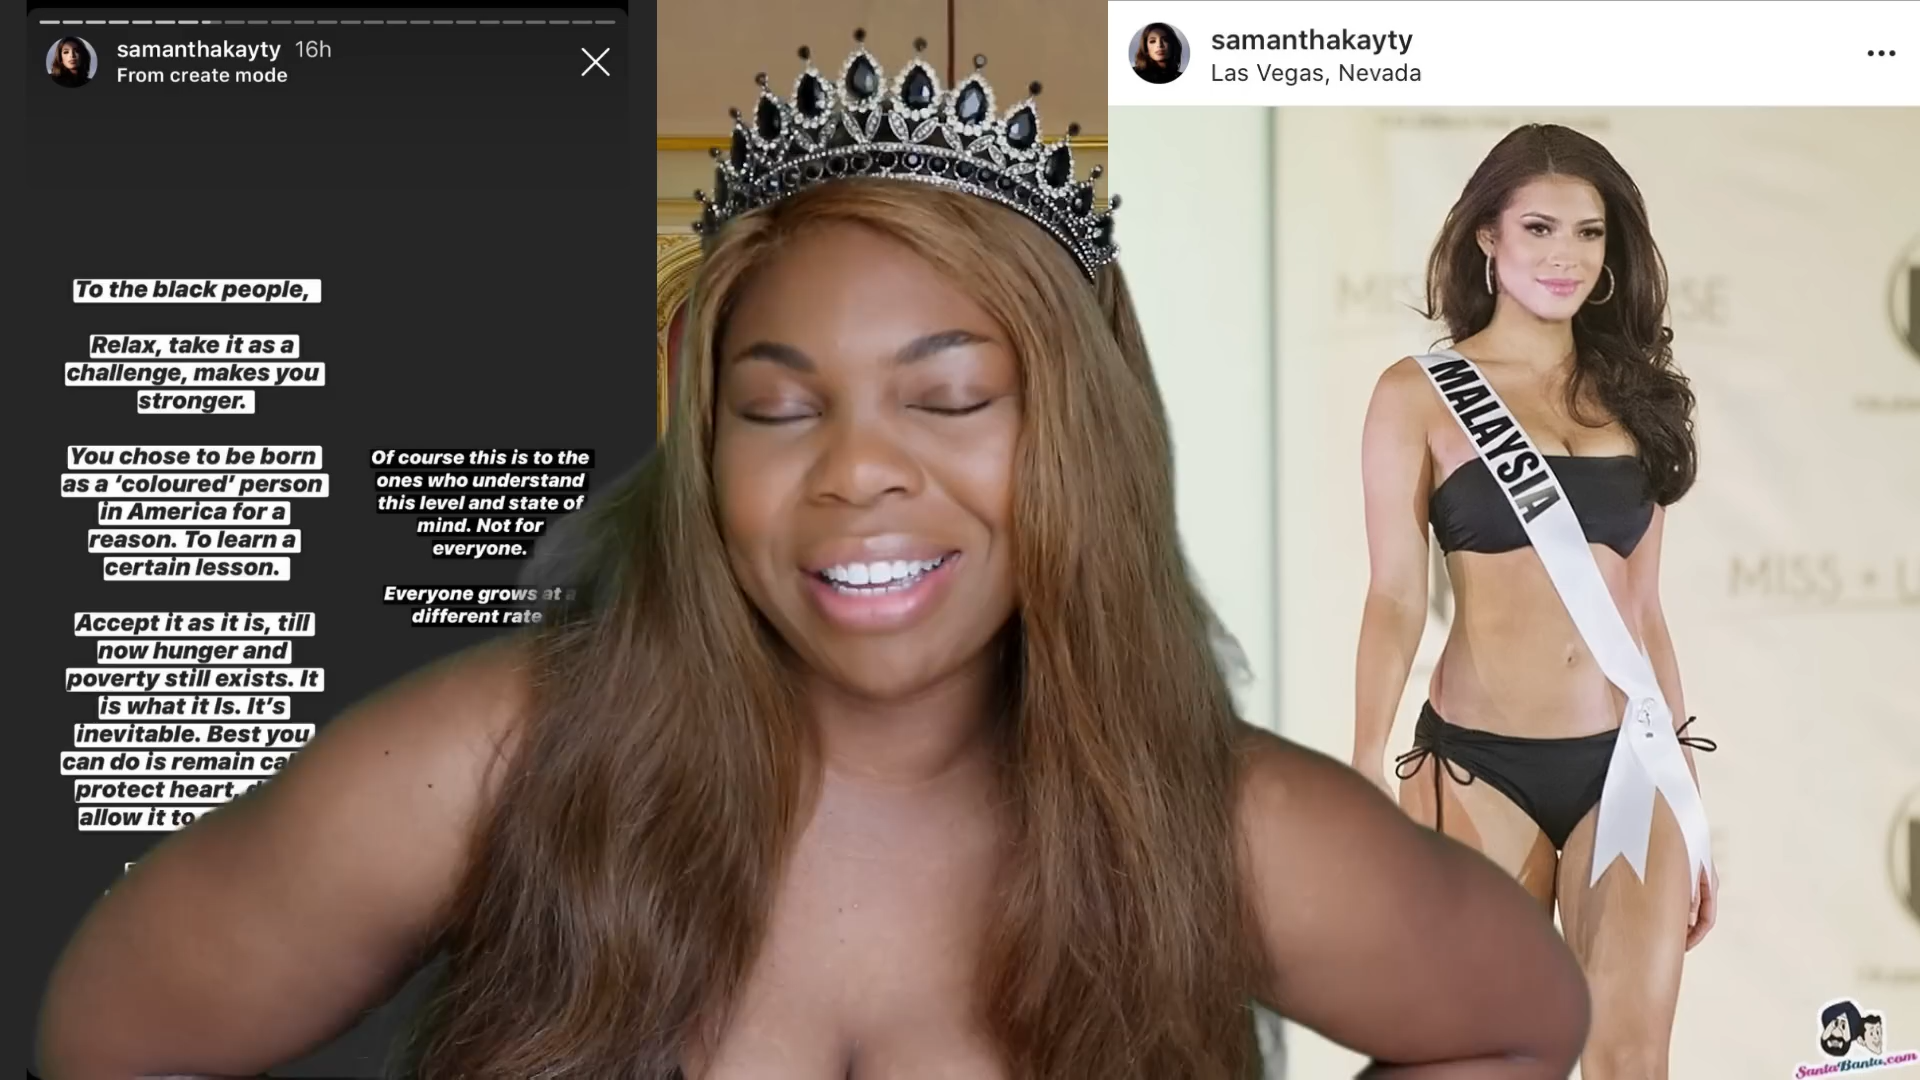 samanthakayty 16h
From create mode
To the black people,
Relax, take it as a
challenge, makes you
stronger.
You chose to be born
as a ‘coloured’ person
in America for a
reason. To learn a
certain lesson.
Accept it as it is, till
now hunger and
poverty still exists. It
is what it Is. It’s
inevitable. Best you
can do is remain
protect heart,
allow it to
Of course this is to the
ones who understand
this level and state of
mind. Not for
everyone.
Everyone grows at a
different rate
samanthakayty
Las Vegas, Nevada
MALAYSIA
MISS
SantaBanta.com